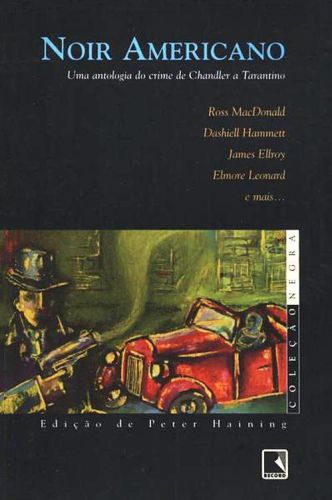 NOIR AMERICANO
Uma antologia do crime de Chandler a Tarantino
Ross MacDonald
Dashiell Hammett
James Ellroy
Elmore Leonard
e mais...
COLEÇÃO NEGRA
Edição de Peter Haining
RECORD